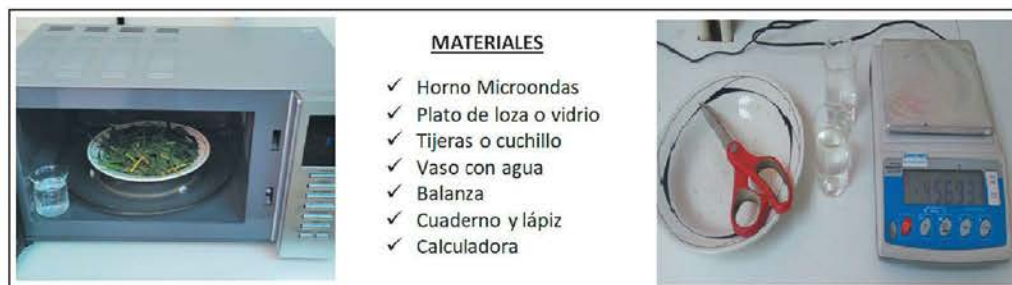 MATERIALES
✓ Horno Microondas
✓ Plato de loza o vidrio
✓ Tijeras o cuchillo
✓ Vaso con agua
✓ Balanza
✓ Cuaderno y lápiz
✓ Calculadora